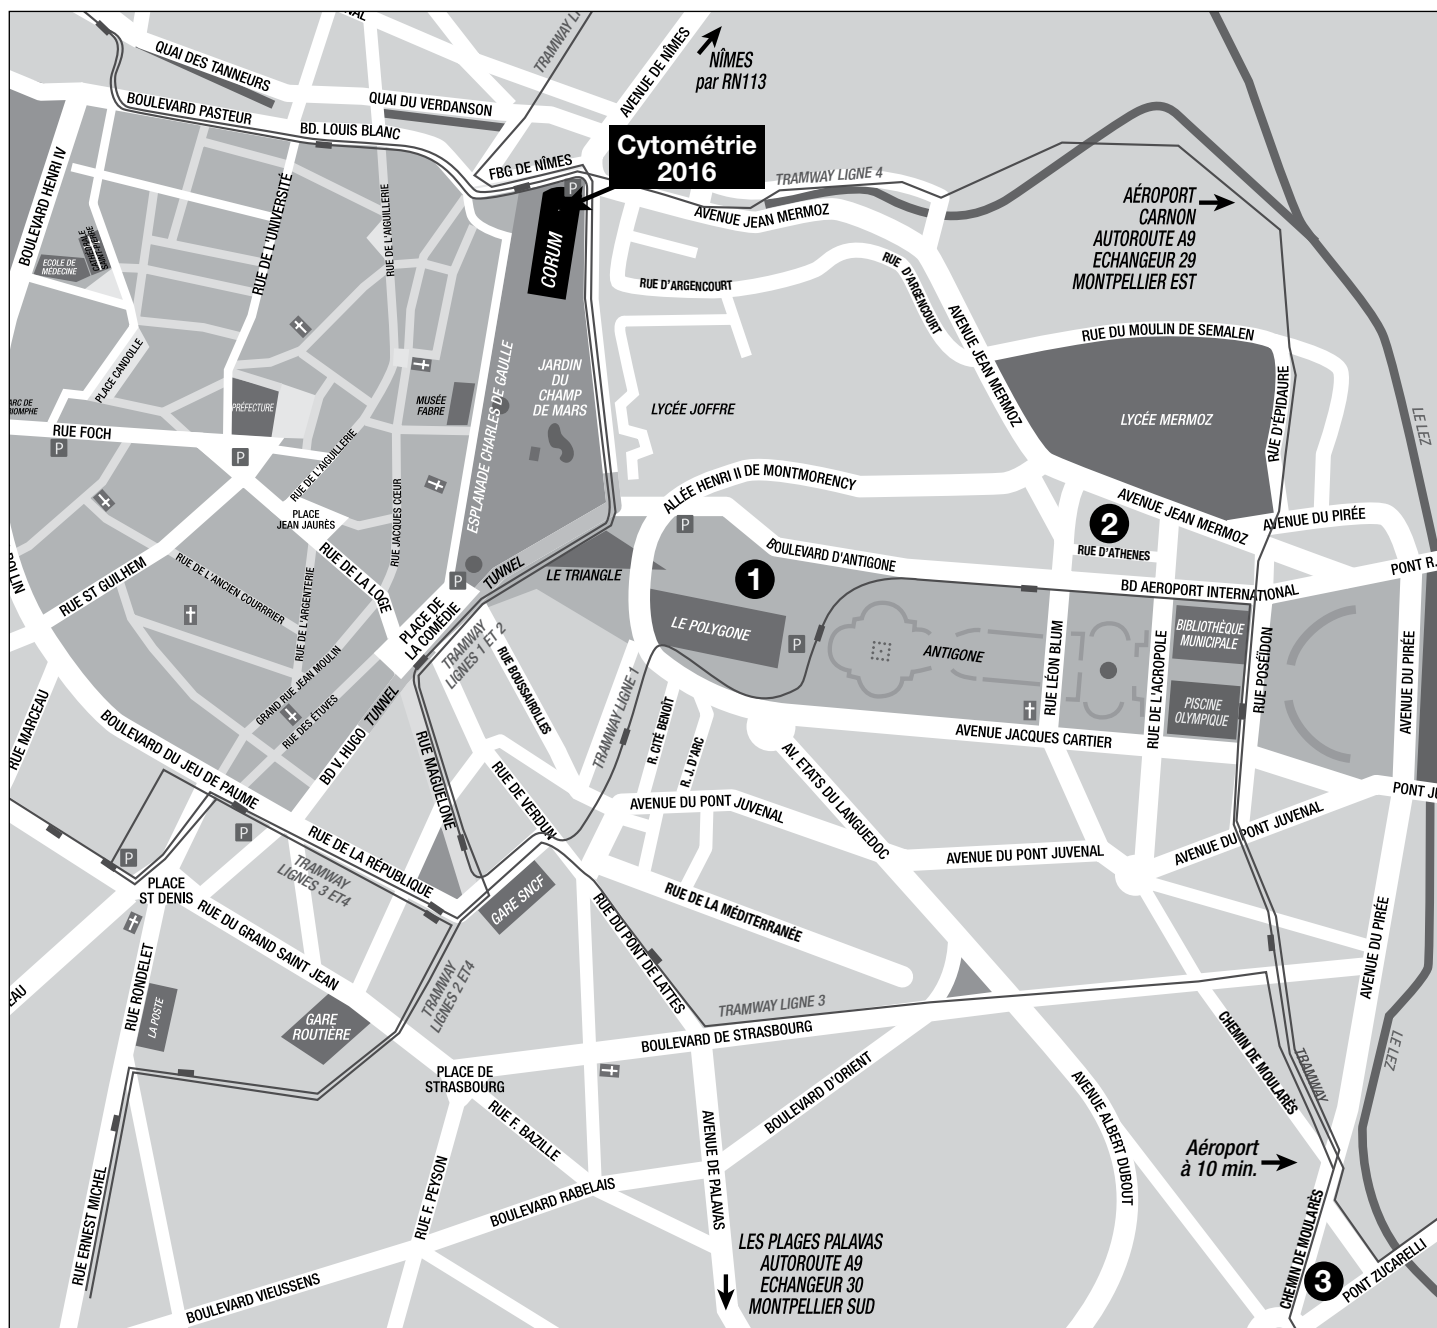 QUAI DES TANNEURS
TRAMWAY LI
AVENUE DE NÎMES
NÎMES
par RN113
BOULEVARD PASTEUR
QUAI DU VERDANSON
BD. LOUIS BLANC
FBG DE NÎMES
Cytométrie
2016
P
TRAMWAY LIGNE 4
AVENUE JEAN MERMOZ
AÉROPORT
CARNON
AUTOROUTE A9
ECHANGEUR 29
MONTPELLIER EST
BOULEVARD HENRI IV
RUE DE L'UNIVERSITÉ
RUE DE L'AIGUILLERIE
ECOLE DE
MÉDECINE
CORUM
RUE D'ARGENCOURT
RUE D'ARGENCOURT
AVENUE JEAN MERMOZ
RUE DU MOULIN DE SEMALEN
PLACE CANDOLLE
ESPLANADE CHARLES DE GAULLE
JARDIN
DU
CHAMP
DE MARS
LYCÉE JOFFRE
MUSÉE
FABRE
PRÉFECTURE
ARC DE
LYCÉE MERMOZ
RUE D'ÉPIDAURE
LE LEZ
RUE FOCH
P
P
RUE DE L'AIGUILLERIE
RUE JACQUES CŒUR
PLACE
JEAN JAURÈS
ALLÉE HENRI II DE MONTMORENCY
P
AVENUE JEAN MERMOZ
AVENUE DU PIRÉE
2
RUE D'ATHENES
BOULEVARD D'ANTIGONE
PONT R.
RUE ST GUILHEM
RUE DE L'ANCIEN COURRRIER
RUE DE L'ARGENTERIE
RUE DE LA LOGE
P
TUNNEL
LE TRIANGLE
1
BD AEROPORT INTERNATIONAL
PLACE DE
LA COMÉDIE
TRAMWAY
LIGNES 1 ET 2
LE POLYGONE
P
ANTIGONE
RUE LÉON BLUM
RUE DE L'ACROPOLE
BIBLIOTHÈQUE
MUNICIPALE
RUE POSÉÏDON
AVENUE DU PIRÉE
PISCINE
OLYMPIQUE
RUE MARCEAU
GRAND RUE JEAN MOULIN
RUE DES ÉTUVES
BD V. HUGO
TUNNEL
RUE BOUSSAIROLLES
TRAMWAY LIGNE 1
R. CITÉ BENOÎT
R. J. D'ARC
AVENUE JACQUES CARTIER
BOULEVARD DU JEU DE PAUME
RUE MAGUELONE
RUE DE VERDUN
AV. ETATS DU LANGUEDOC
AVENUE DU PONT JUVENAL
AVENUE DU PONT JUVENAL
AVENUE DU PONT JUVENAL
P
P
RUE DE LA RÉPUBLIQUE
TRAMWAY
LIGNES 3 ET4
PLACE
ST DENIS
GARE SNCF
RUE DE LA MÉDITERRANÉE
RUE DU GRAND SAINT JEAN
RUE DU PONT DE LATTES
AVENUE DU PIRÉE
RUE RONDELET
LA POSTE
GARE
ROUTIÈRE
TRAMWAY
LIGNES 2 ET4
TRAMWAY LIGNE 3
BOULEVARD DE STRASBOURG
LE LEZ
CHEMIN DE MOULARÈS
TRAMWAY
PLACE DE
STRASBOURG
BOULEVARD D'ORIENT
AVENUE ALBERT DUBOUT
RUE F. BAZILLE
AVENUE DE PALAVAS
Aéroport
à 10 min.
RUE ERNEST MICHEL
RUE F. PEYSON
BOULEVARD RABELAIS
CHEMIN DE MOULARÈS
LES PLAGES PALAVAS
AUTOROUTE A9
ECHANGEUR 30
MONTPELLIER SUD
BOULEVARD VIEUSSENS
3
PONT ZUCARELLI